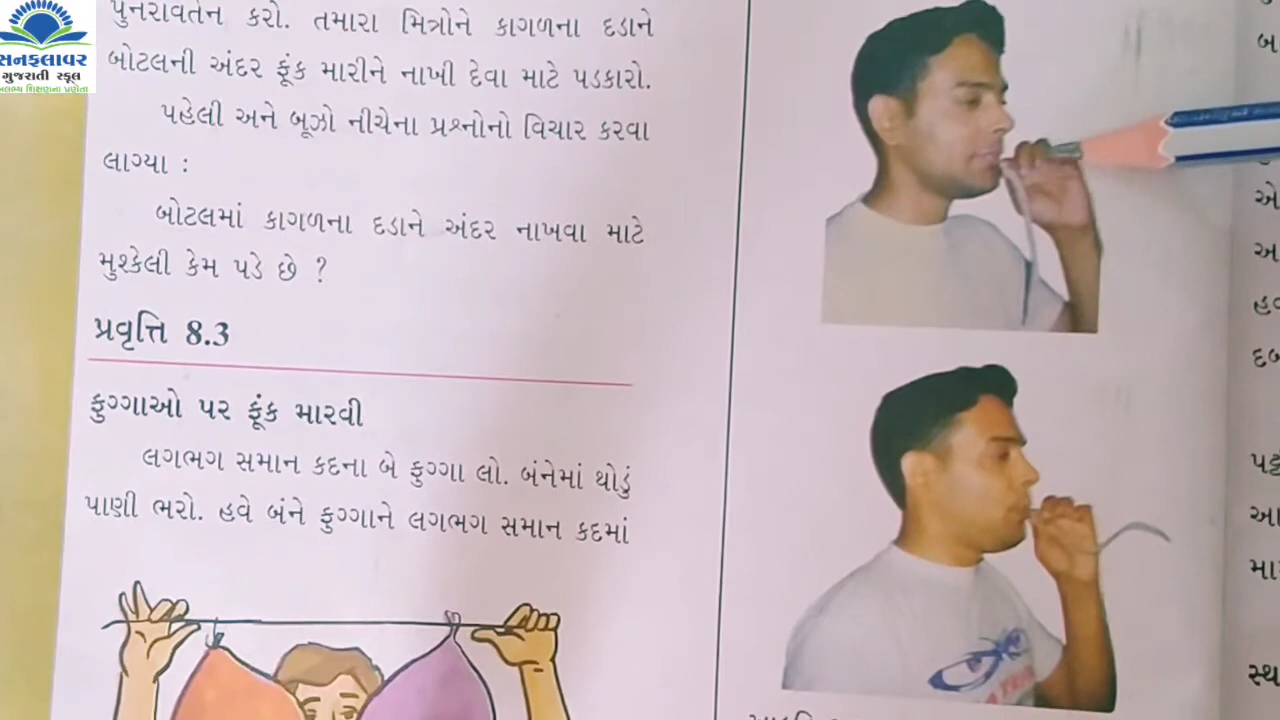 સનફલાવર
ગુજરાતી સ્કૂલ
પુનરાવર્તન કરો. તમારા મિત્રોને કાગળના દડાને
બોટલની અંદર ફૂંક મારીને નાખી દેવા માટે પડકારો.
પહેલી અને બૂઝો નીચેના પ્રશ્નોનો વિચાર કરવા
લાગ્યા :
બોટલમાં કાગળના દડાને અંદર નાખવા માટે
મુશ્કેલી કેમ પડે છે ?
પ્રવૃત્તિ 8.3
ફુગ્ગાઓ પર ફૂંક મારવી
લગભગ સમાન કદના બે ફુગ્ગા લો. બંનેમાં થોડું
પાણી ભરો. હવે બંને ફુગ્ગાને લગભગ સમાન કદમાં